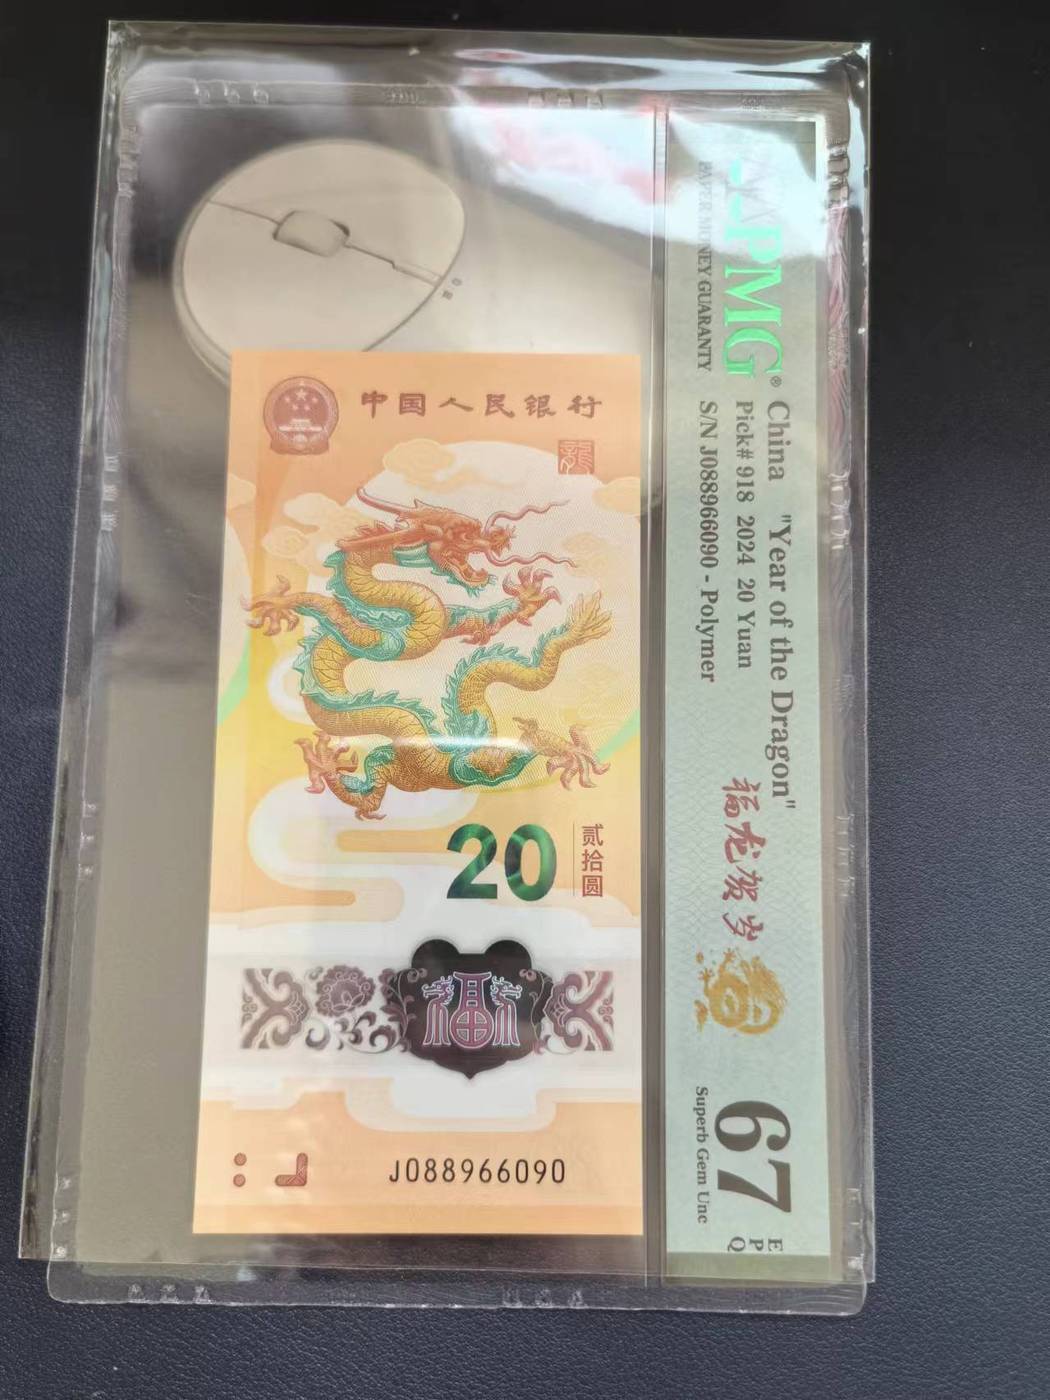 中国人民银行
龍
20
贰拾圆
福
J088966090
PMG®
PAPER MONEY GUARANTY
China "Year of the Dragon"
Pick# 918 2024 20 Yuan
S/N J088966090 - Polymer
福龙贺岁
67
EPQ
Superb Gem Unc